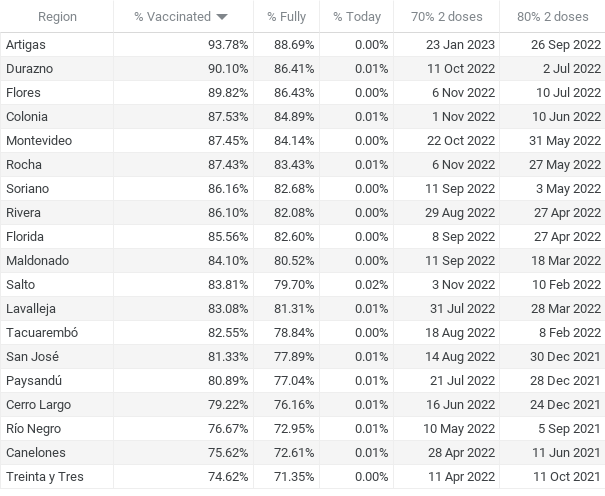 Region % Vaccinated % Fully % Today 70% 2 doses 80% 2 doses
Artigas 93.78% 88.69% 0.00% 23 Jan 2023 26 Sep 2022
Durazno 90.10% 86.41% 0.01% 11 Oct 2022 2 Jul 2022
Flores 89.82% 86.43% 0.00% 6 Nov 2022 10 Jul 2022
Colonia 87.53% 84.89% 0.01% 1 Nov 2022 10 Jun 2022
Montevideo 87.45% 84.14% 0.00% 22 Oct 2022 31 May 2022
Rocha 87.43% 83.43% 0.01% 6 Nov 2022 27 May 2022
Soriano 86.16% 82.68% 0.00% 11 Sep 2022 3 May 2022
Rivera 86.10% 82.08% 0.00% 29 Aug 2022 27 Apr 2022
Florida 85.56% 82.60% 0.00% 8 Sep 2022 27 Apr 2022
Maldonado 84.10% 80.52% 0.00% 11 Sep 2022 18 Mar 2022
Salto 83.81% 79.70% 0.02% 3 Nov 2022 10 Feb 2022
Lavalleja 83.08% 81.31% 0.01% 31 Jul 2022 28 Mar 2022
Tacuarembó 82.55% 78.84% 0.00% 18 Aug 2022 8 Feb 2022
San José 81.33% 77.89% 0.01% 14 Aug 2022 30 Dec 2021
Paysandú 80.89% 77.04% 0.01% 21 Jul 2022 28 Dec 2021
Cerro Largo 79.22% 76.16% 0.01% 16 Jun 2022 24 Dec 2021
Río Negro 76.67% 72.95% 0.01% 10 May 2022 5 Sep 2021
Canelones 75.62% 72.61% 0.01% 28 Apr 2022 11 Jun 2021
Treinta y Tres 74.62% 71.35% 0.00% 11 Apr 2022 11 Oct 2021